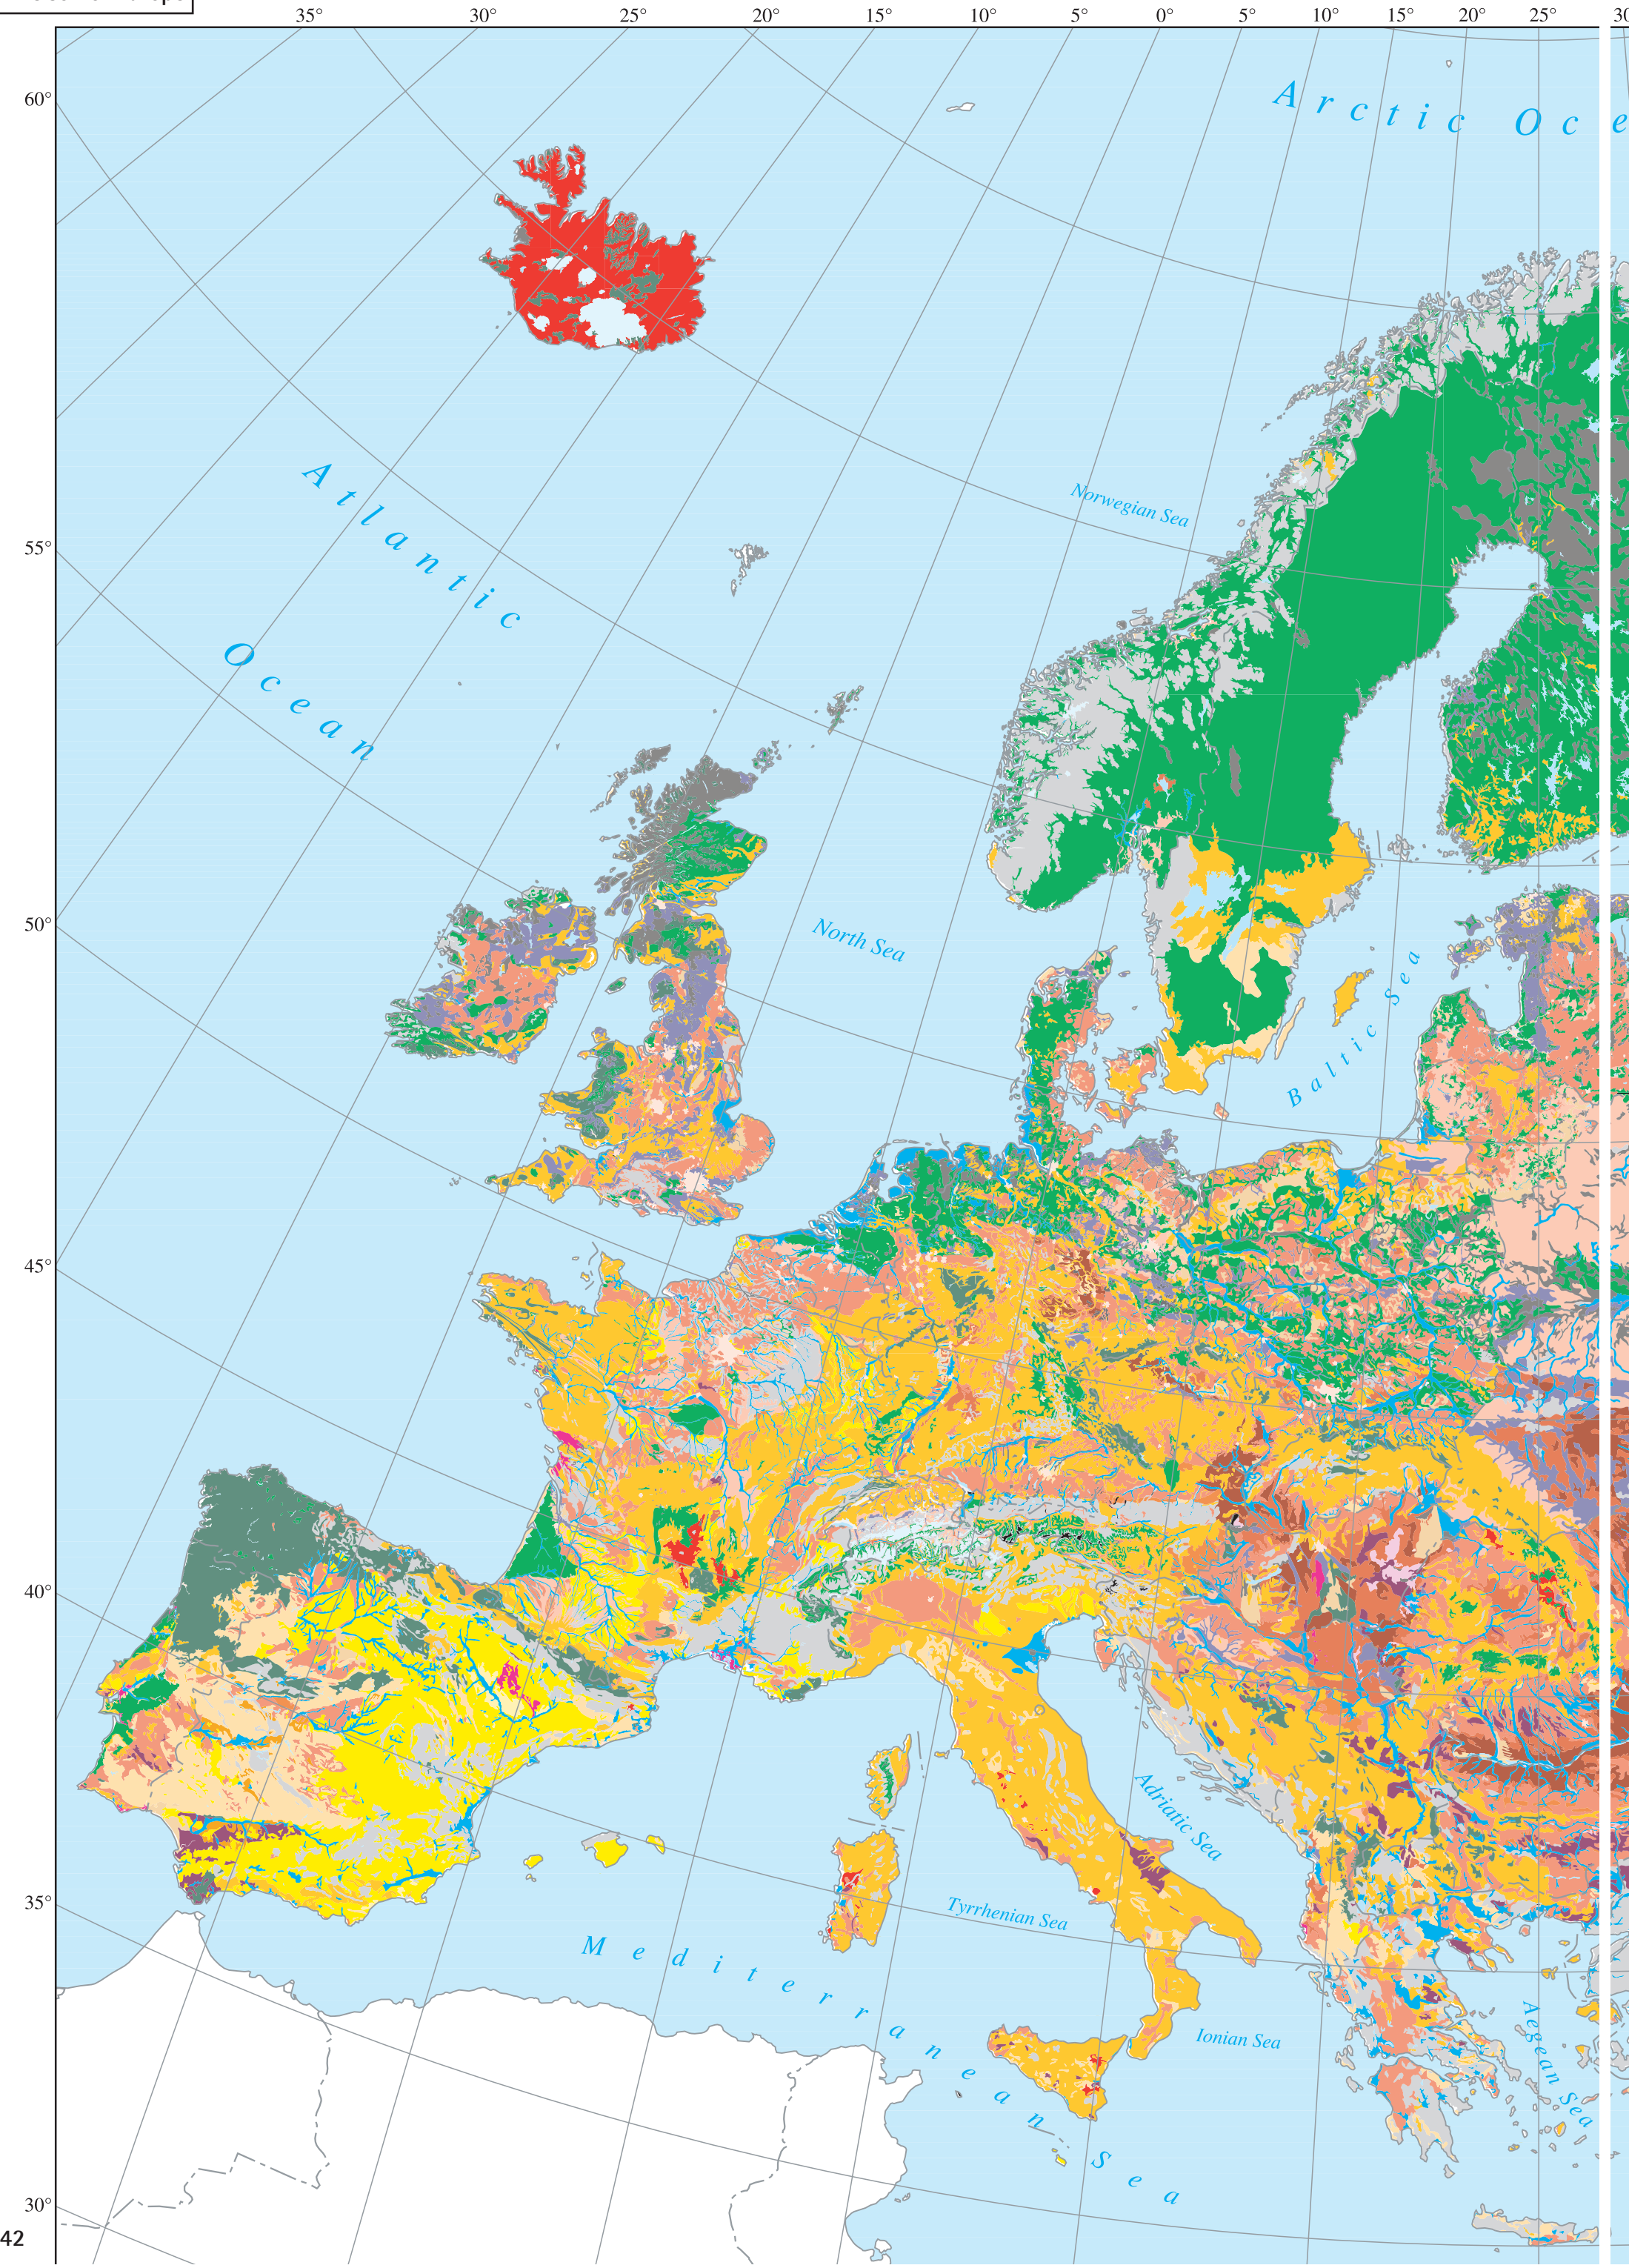 35° 30° 25° 20° 15° 10° 5° 0° 5° 10° 15° 20° 25°
60°
Arctic Oce
55°
Atlantic
Ocean
Norwegian Sea
50°
North Sea
Baltic Sea
45°
40°
35°
Adriatic Sea
Tyrrhenian Sea
Mediterranean Sea
Ionian Sea
Aegean Sea
30°
42